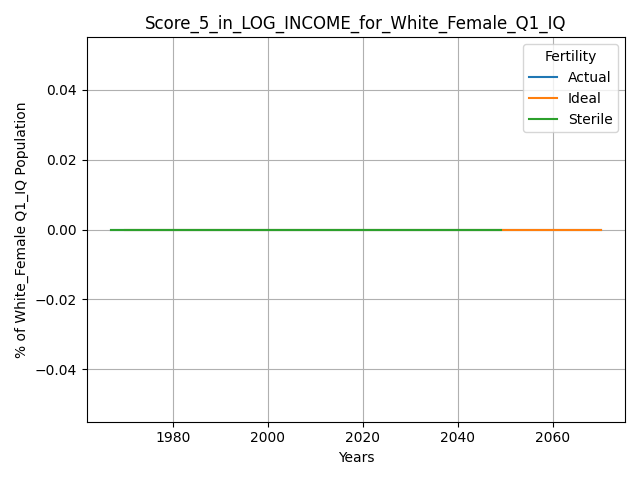 Score_5_in_LOG_INCOME_for_White_Female_Q1_IQ
Fertility
Actual
Ideal
Sterile
% of White_Female Q1_IQ Population
0.04
0.02
0.00
−0.02
−0.04
1980
2000
2020
2040
2060
Years